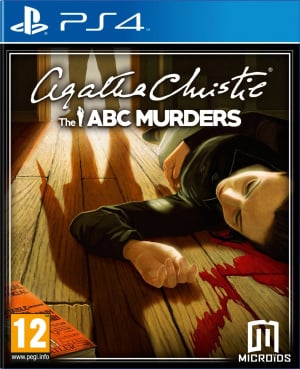 PS4
Agatha Christie®
The ABC MURDERS
12
www.pegi.info
MICROIDS